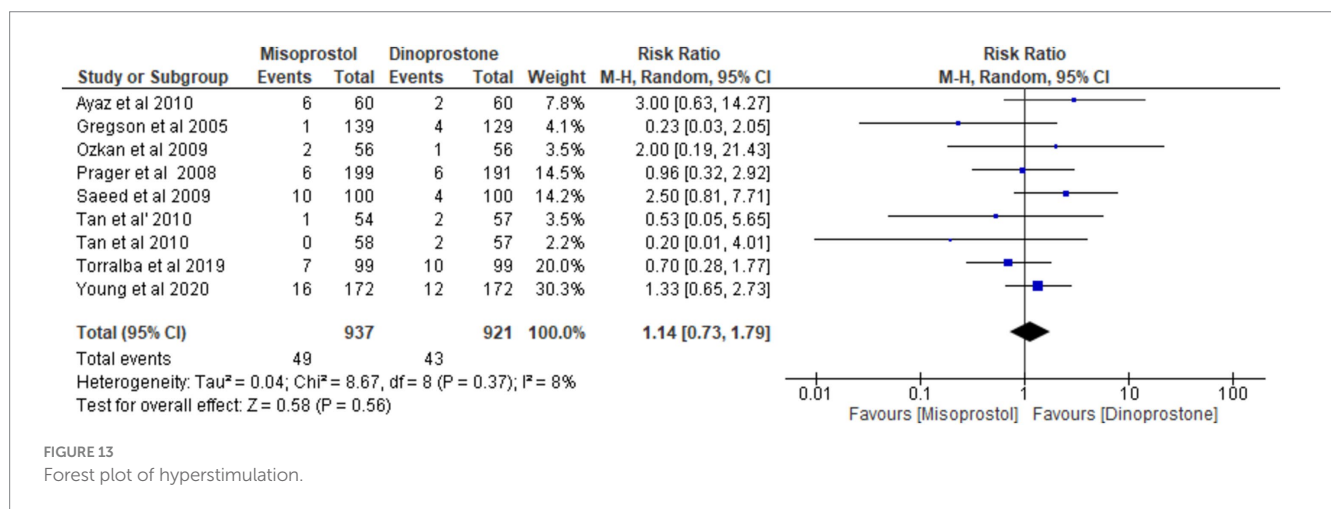 Misoprostol Dinoprostone Risk Ratio Risk Ratio
Study or Subgroup Events Total Events Total Weight M-H, Random, 95% CI M-H, Random, 95% CI
Ayaz et al 2010 6 60 2 60 7.8% 3.00 [0.63, 14.27]
Gregson et al 2005 1 139 4 129 4.1% 0.23 [0.03, 2.05]
Ozkan et al 2009 2 56 1 56 3.5% 2.00 [0.19, 21.43]
Prager et al 2008 6 199 6 191 14.5% 0.96 [0.32, 2.92]
Saeed et al 2009 10 100 4 100 14.2% 2.50 [0.81, 7.71]
Tan et al' 2010 1 54 2 57 3.5% 0.53 [0.05, 5.65]
Tan et al 2010 0 58 2 57 2.2% 0.20 [0.01, 4.01]
Torralba et al 2019 7 99 10 99 20.0% 0.70 [0.28, 1.77]
Young et al 2020 16 172 12 172 30.3% 1.33 [0.65, 2.73]
Total (95% CI) 937 921 100.0% 1.14 [0.73, 1.79]
Total events 49 43
Heterogeneity: Tau² = 0.04; Chi² = 8.67, df = 8 (P = 0.37); I² = 8%
Test for overall effect: Z = 0.58 (P = 0.56)
0.01 0.1 1 10 100
Favours [Misoprostol] Favours [Dinoprostone]
FIGURE 13
Forest plot of hyperstimulation.